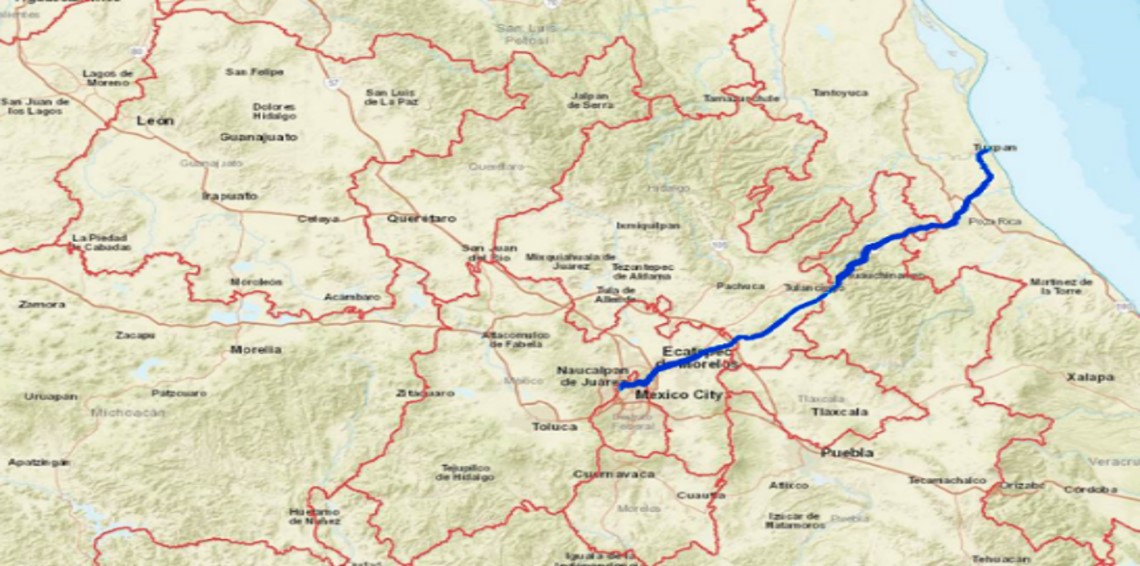 San Luis
Potosí
Lagos de
Moreno
San Felipe
San Juan de
los Lagos
San Luis
de La Paz
Dolores
Hidalgo
Jalpan
de Serra
Tamazunchale
Tantoyuca
León
Guanajuato
Guanajuato
Querétaro
Tuxpan
Irapuato
Celaya
Querétaro
Hidalgo
Ixmiquilpan
Poza Rica
La Piedad
de Cabadas
San Juan
del Río
Mixquiahuala de
Juarez
Tezontepec
de Aldama
Moroleón
Acámbaro
Tula de
Allende
Pachuca
Tulancingo
Huauchinango
Martinez de
la Torre
Zamora
Zacapu
Morelia
Atlacomulco
de Fabela
Ecatepec
de Morelos
Naucalpan
de Juárez
México
Mexico City
Uruapan
Patzcuaro
Michoacán
Zitacuaro
Toluca
Distrito
Federal
Tlaxcala
Tlaxcala
Xalapa
Puebla
Apatzingán
Tejupilco
de Hidalgo
Cuernavaca
Cuautla
Morelos
Atlixco
Tecamachalco
Orizaba
Córdoba
Veracruz
Huetamo
de Núñez
Izúcar de
Matamoros
Puebla
Iguala de la
Independencia
Tehuacán